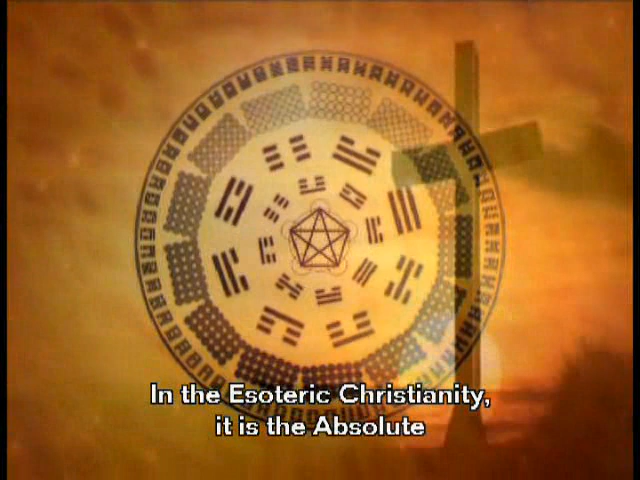 In the Esoteric Christianity,
it is the Absolute